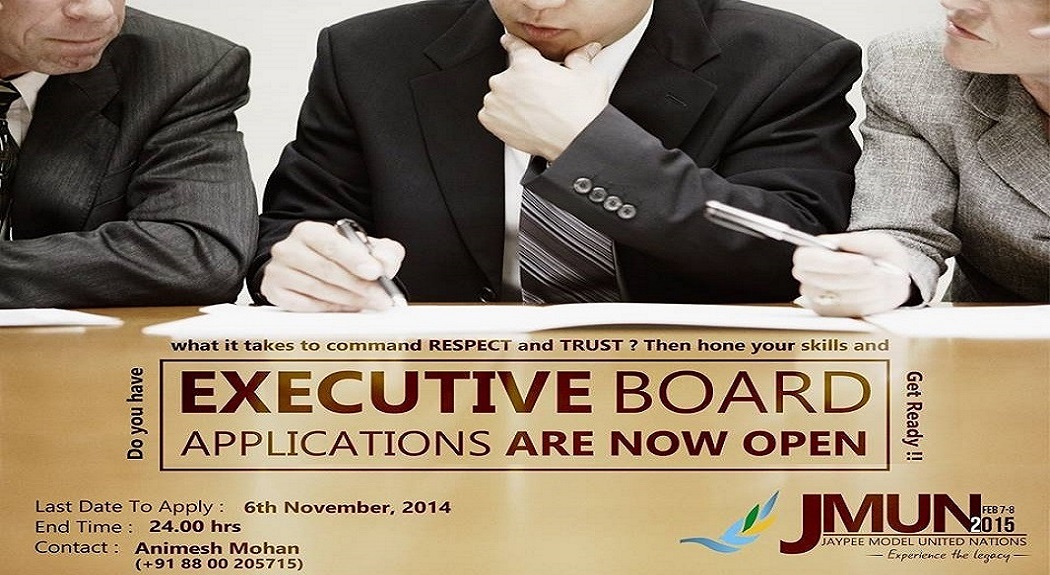 Do you have
what it takes to command RESPECT and TRUST ? Then hone your skills and
Get Ready !!
EXECUTIVE BOARD
APPLICATIONS ARE NOW OPEN
Last Date To Apply : 6th November, 2014
End Time : 24.00 hrs
Contact : Animesh Mohan
(+91 88 00 205715)
JMUN FEB 7-8
2015
JAYPEE MODEL UNITED NATIONS
Experience the legacy